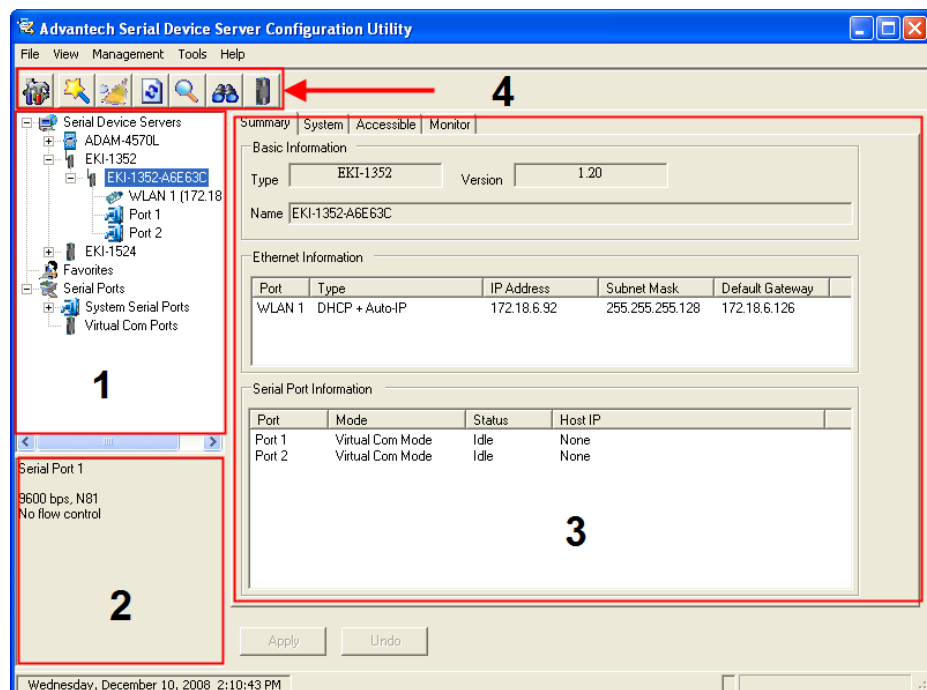 Advantech Serial Device Server Configuration Utility
File View Management Tools Help
4
Serial Device Servers
ADAM-4570L
EKI-1352
EKI-1352-A6E63C
WLAN 1 (172.18
Port 1
Port 2
EKI-1524
Favorites
Serial Ports
System Serial Ports
Virtual Com Ports
1
Serial Port 1
9600 bps, N81
No flow control
2
Summary System Accessible Monitor
Basic Information
Type EKI-1352 Version 1.20
Name EKI-1352-A6E63C
Ethernet Information
Port Type IP Address Subnet Mask Default Gateway
WLAN 1 DHCP + Auto-IP 172.18.6.92 255.255.255.128 172.18.6.126
Serial Port Information
Port Mode Status Host IP
Port 1 Virtual Com Mode Idle None
Port 2 Virtual Com Mode Idle None
3
Apply Undo
Wednesday, December 10, 2008 2:10:43 PM